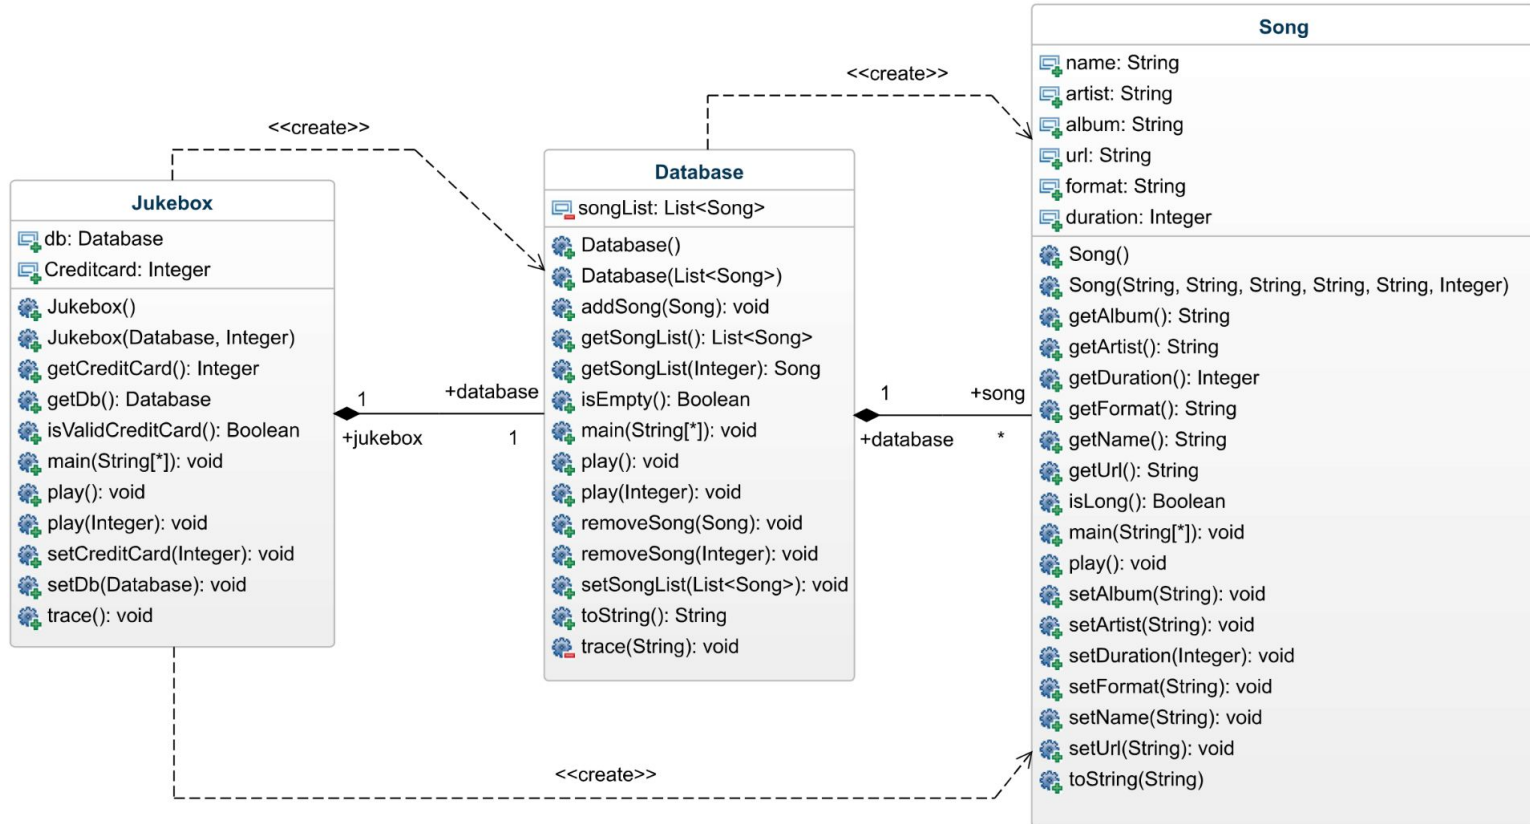 <<create>>
<<create>>
<<create>>
Jukebox
db: Database
Creditcard: Integer
Jukebox()
Jukebox(Database, Integer)
getCreditCard(): Integer
getDb(): Database
isValidCreditCard(): Boolean
main(String[*]): void
play(): void
play(Integer): void
setCreditCard(Integer): void
setDb(Database): void
trace(): void
1
+database
+jukebox
1
Database
songList: List<Song>
Database()
Database(List<Song>)
addSong(Song): void
getSongList(): List<Song>
getSongList(Integer): Song
isEmpty(): Boolean
main(String[*]): void
play(): void
play(Integer): void
removeSong(Song): void
removeSong(Integer): void
setSongList(List<Song>): void
toString(): String
trace(String): void
1
+song
+database
*
Song
name: String
artist: String
album: String
url: String
format: String
duration: Integer
Song()
Song(String, String, String, String, String, Integer)
getAlbum(): String
getArtist(): String
getDuration(): Integer
getFormat(): String
getName(): String
getUrl(): String
isLong(): Boolean
main(String[*]): void
play(): void
setAlbum(String): void
setArtist(String): void
setDuration(Integer): void
setFormat(String): void
setName(String): void
setUrl(String): void
toString(String)